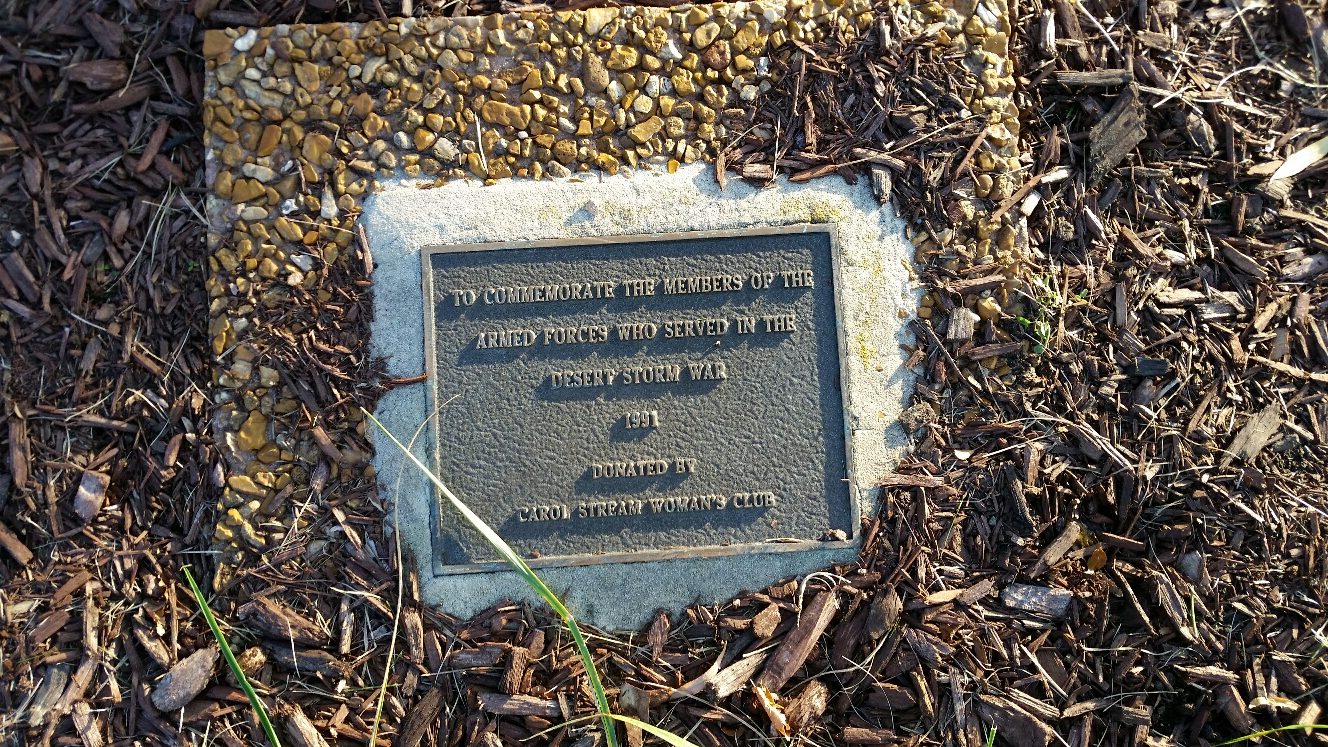 TO COMMEMORATE THE MEMBERS OF THE
ARMED FORCES WHO SERVED IN THE
DESERT STORM WAR
1991
DONATED BY
CAROL STREAM WOMAN'S CLUB